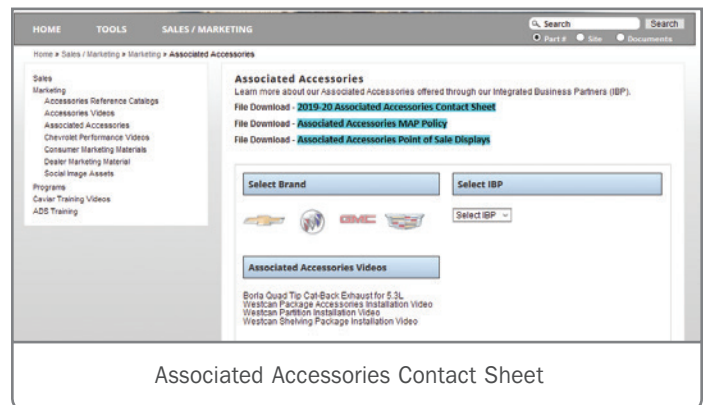 HOME TOOLS SALES / MARKETING
Search Search
Part # Site Documents
Home » Sales / Marketing » Marketing » Associated Accessories
Sales
Marketing
Accessories Reference Catalogs
Accessories Videos
Associated Accessories
Chevrolet Performance Videos
Consumer Marketing Materials
Dealer Marketing Material
Social Image Assets
Programs
Cavier Training Videos
ADS Training
Associated Accessories
Learn more about our Associated Accessories offered through our Integrated Business Partners (IBP).
File Download - 2019-20 Associated Accessories Contact Sheet
File Download - Associated Accessories MAP Policy
File Download - Associated Accessories Point of Sale Displays
Select Brand
GMC
Select IBP
Select IBP
Associated Accessories Videos
Borla Quad Tip Cat-Back Exhaust for 5.3L
Westcan Package Accessories Installation Video
Westcan Partition Installation Video
Westcan Shelving Package Installation Video
Associated Accessories Contact Sheet